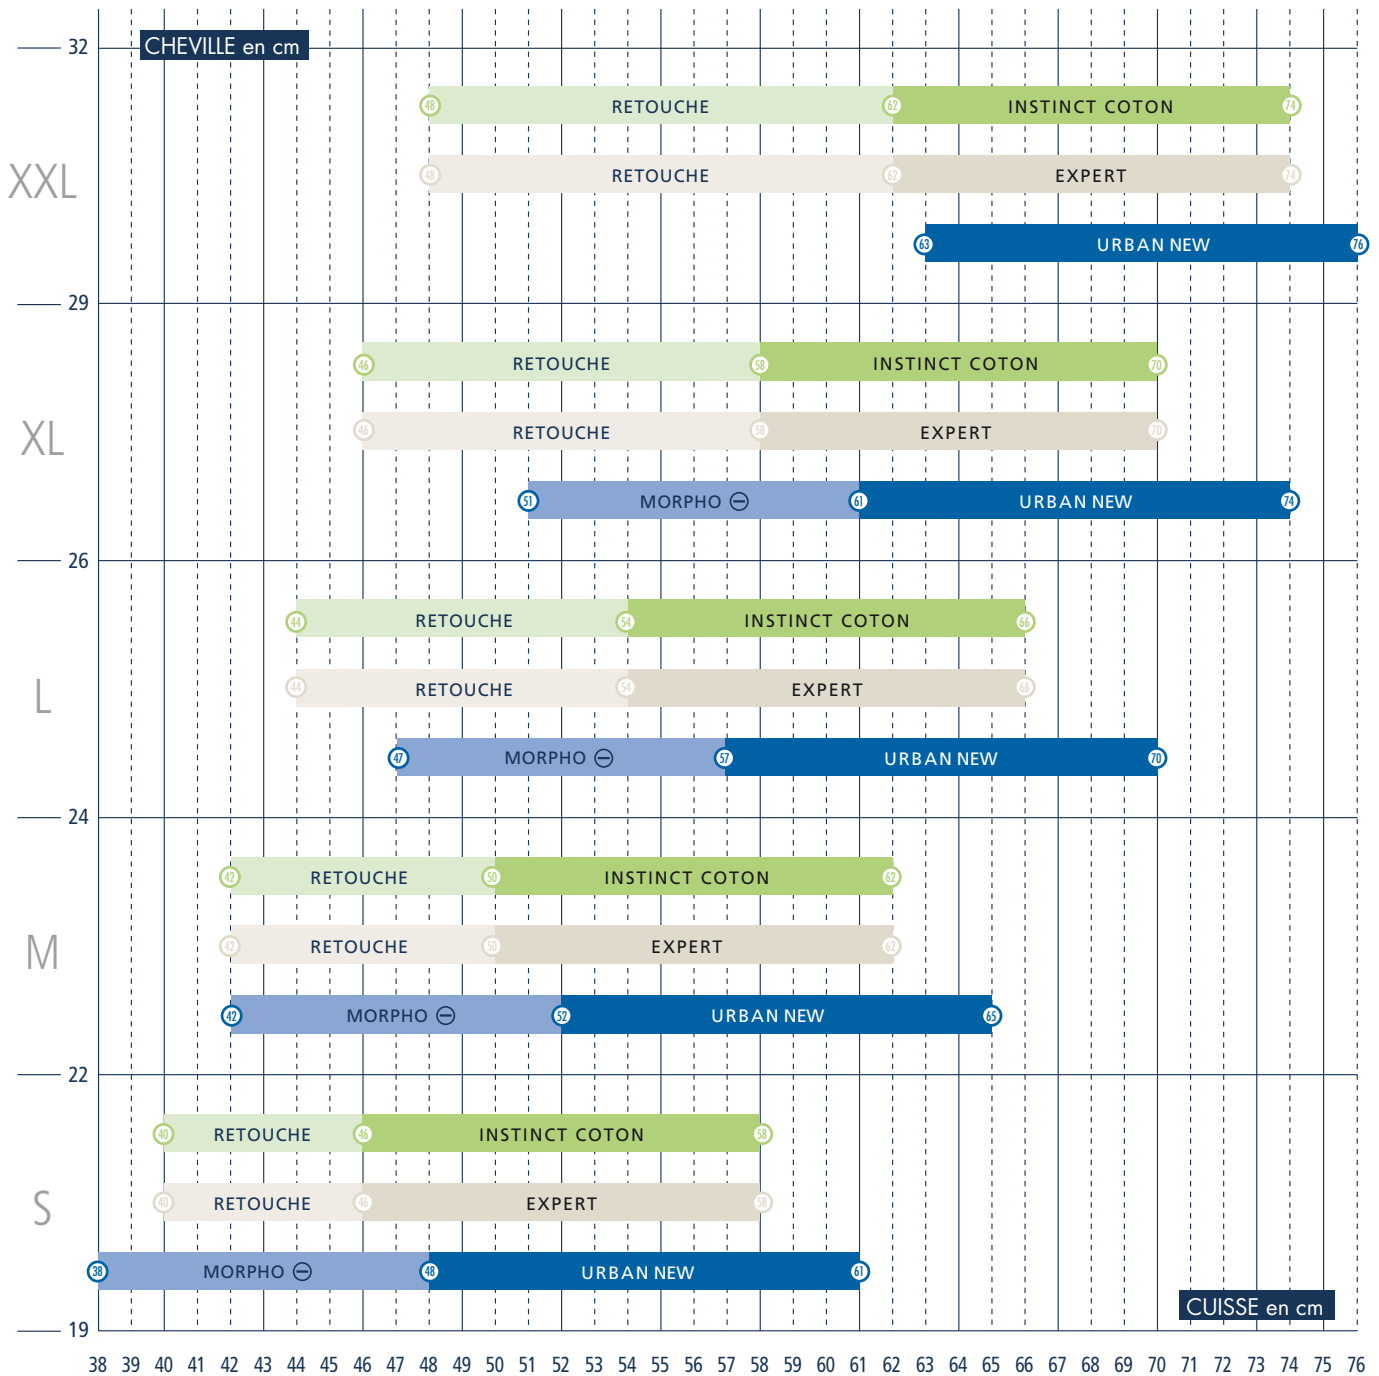 32 CHEVILLE en cm
48 RETOUCHE 62 INSTINCT COTON 74
XXL
48 RETOUCHE 62 EXPERT 74
63 URBAN NEW 76
29
46 RETOUCHE 58 INSTINCT COTON 70
XL
46 RETOUCHE 58 EXPERT 70
51 MORPHO ⊖ 61 URBAN NEW 74
26
44 RETOUCHE 54 INSTINCT COTON 66
L
44 RETOUCHE 54 EXPERT 66
47 MORPHO ⊖ 57 URBAN NEW 70
24
42 RETOUCHE 50 INSTINCT COTON 62
M
42 RETOUCHE 50 EXPERT 62
42 MORPHO ⊖ 52 URBAN NEW 65
22
40 RETOUCHE 46 INSTINCT COTON 58
S
40 RETOUCHE 46 EXPERT 58
38 MORPHO ⊖ 48 URBAN NEW 61
CUISSE en cm
19
38 39 40 41 42 43 44 45 46 47 48 49 50 51 52 53 54 55 56 57 58 59 60 61 62 63 64 65 66 67 68 69 70 71 72 73 74 75 76